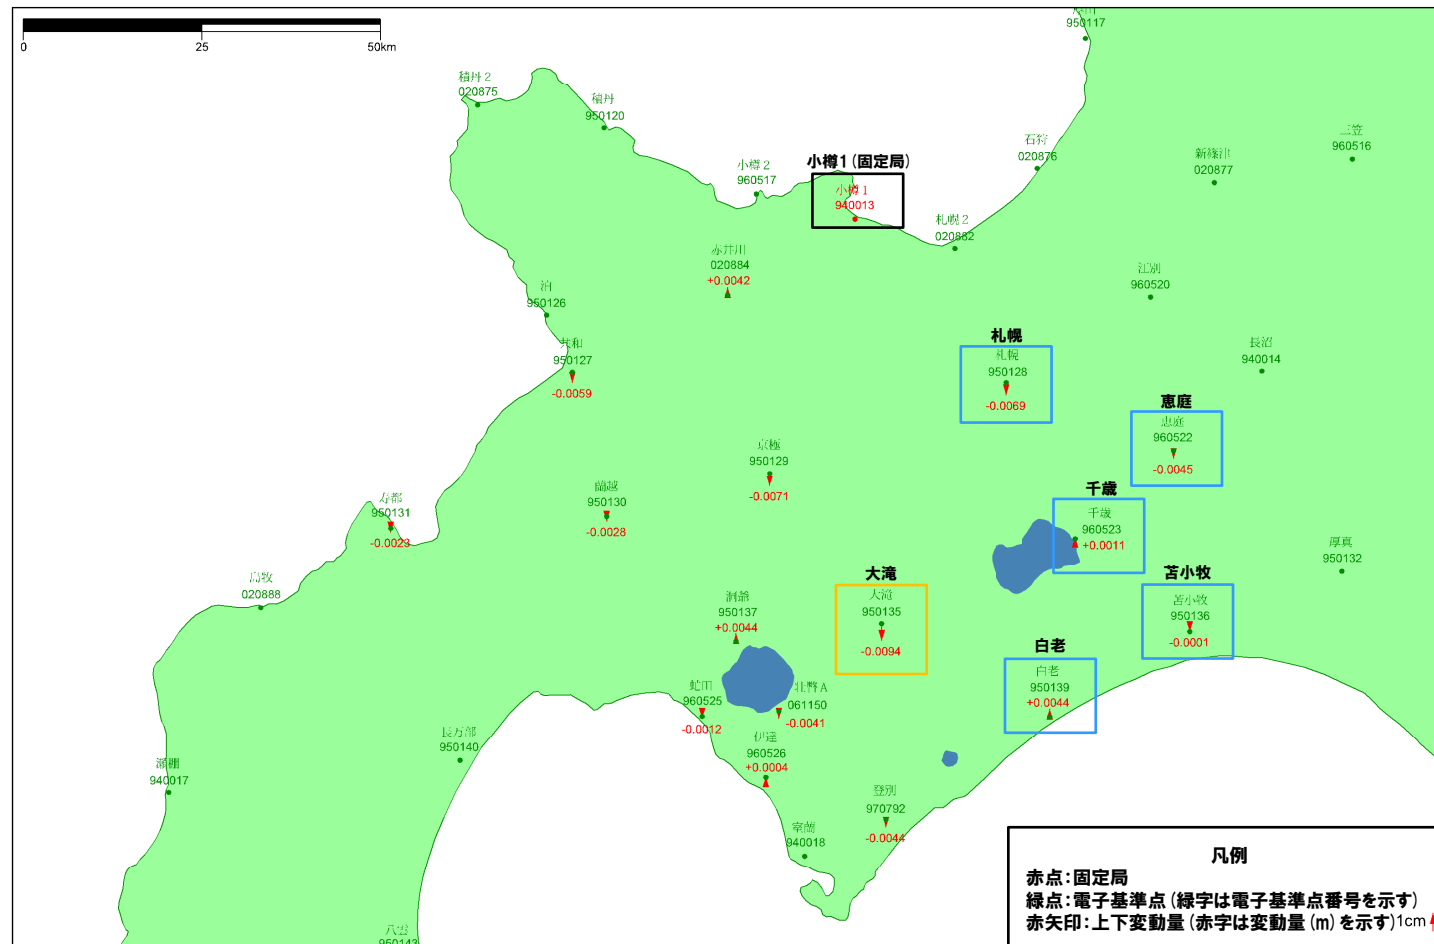 950117
0
25
50km
積丹２
020875
積丹
950120
小樽２
960517
小樽1（固定局）
小樽１
940013
石狩
020876
新篠津
020877
三笠
960516
札幌２
020882
赤井川
020884
+0.0042
江別
960520
泊
950126
共和
950127
-0.0059
札幌
札幌
950128
-0.0069
長沼
940014
恵庭
恵庭
960522
-0.0045
京極
950129
-0.0071
蘭越
950130
-0.0028
寿都
950131
-0.0023
千歳
千歳
960523
+0.0011
厚真
950132
島牧
020888
洞爺
950137
+0.0044
大滝
大滝
950135
-0.0094
苫小牧
苫小牧
950136
-0.0001
白老
白老
950139
+0.0044
虻田
960525
-0.0012
壮瞥Ａ
061150
-0.0041
伊達
960526
+0.0004
長万部
950140
瀬棚
940017
登別
970792
-0.0044
室蘭
940018
八雲
950143
凡例
赤点：固定局
緑点：電子基準点（緑字は電子基準点番号を示す）
赤矢印：上下変動量（赤字は変動量（m）を示す）1cm